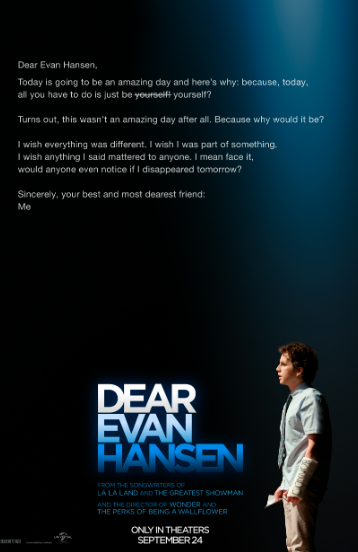 Dear Evan Hansen,
Today is going to be an amazing day and here's why: because, today,
all you have to do is just be yourself! yourself?
Turns out, this wasn't an amazing day after all. Because why would it be?
I wish everything was different. I wish I was part of something.
I wish anything I said mattered to anyone. I mean face it,
would anyone even notice if I disappeared tomorrow?
Sincerely, your best and most dearest friend:
Me
DEAR
EVAN
HANSEN
FROM THE SONGWRITERS OF
LA LA LAND AND THE GREATEST SHOWMAN
AND THE DIRECTOR OF WONDER AND
THE PERKS OF BEING A WALLFLOWER
ONLY IN THEATERS
SEPTEMBER 24